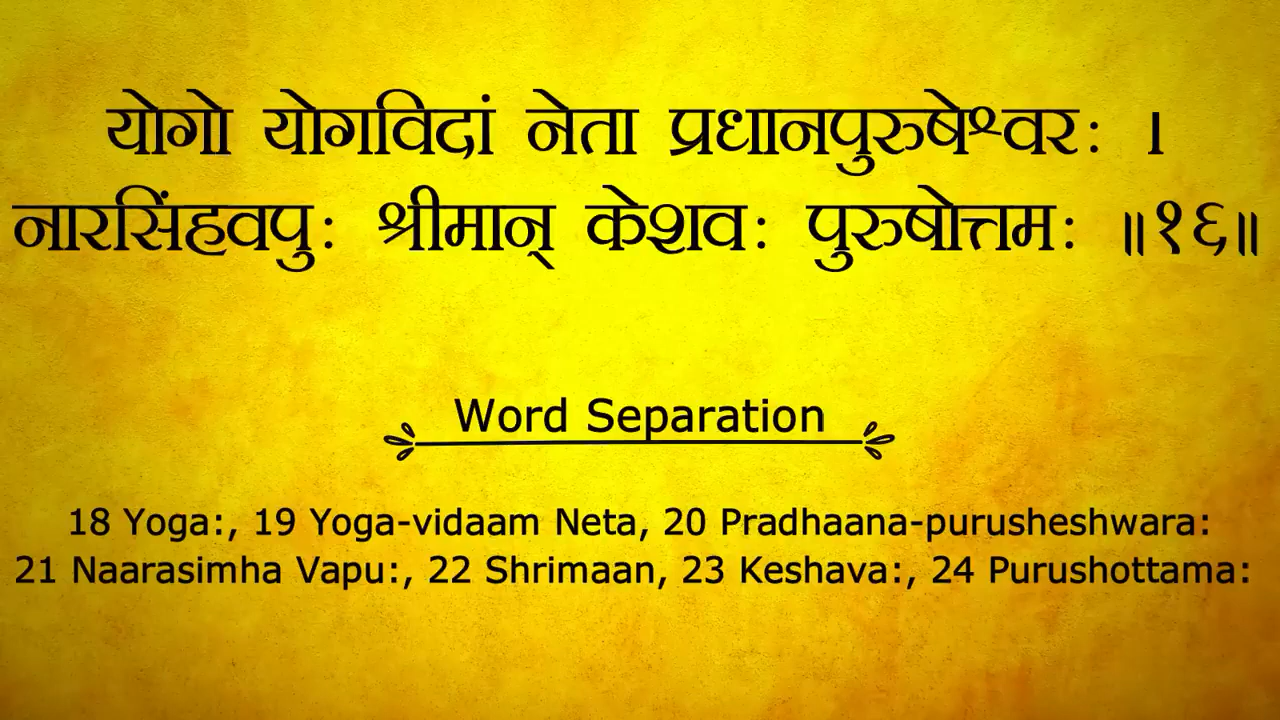 योगो योगविदां नेता प्रधानपुरुषेश्वरः ।
नारसिंहवपुः श्रीमान् केशवः पुरुषोत्तमः ॥१६॥
Word Separation
18 Yoga:, 19 Yoga-vidaam Neta, 20 Pradhaana-purusheshwara:
21 Naarasimha Vapu:, 22 Shrimaan, 23 Keshava:, 24 Purushottama: